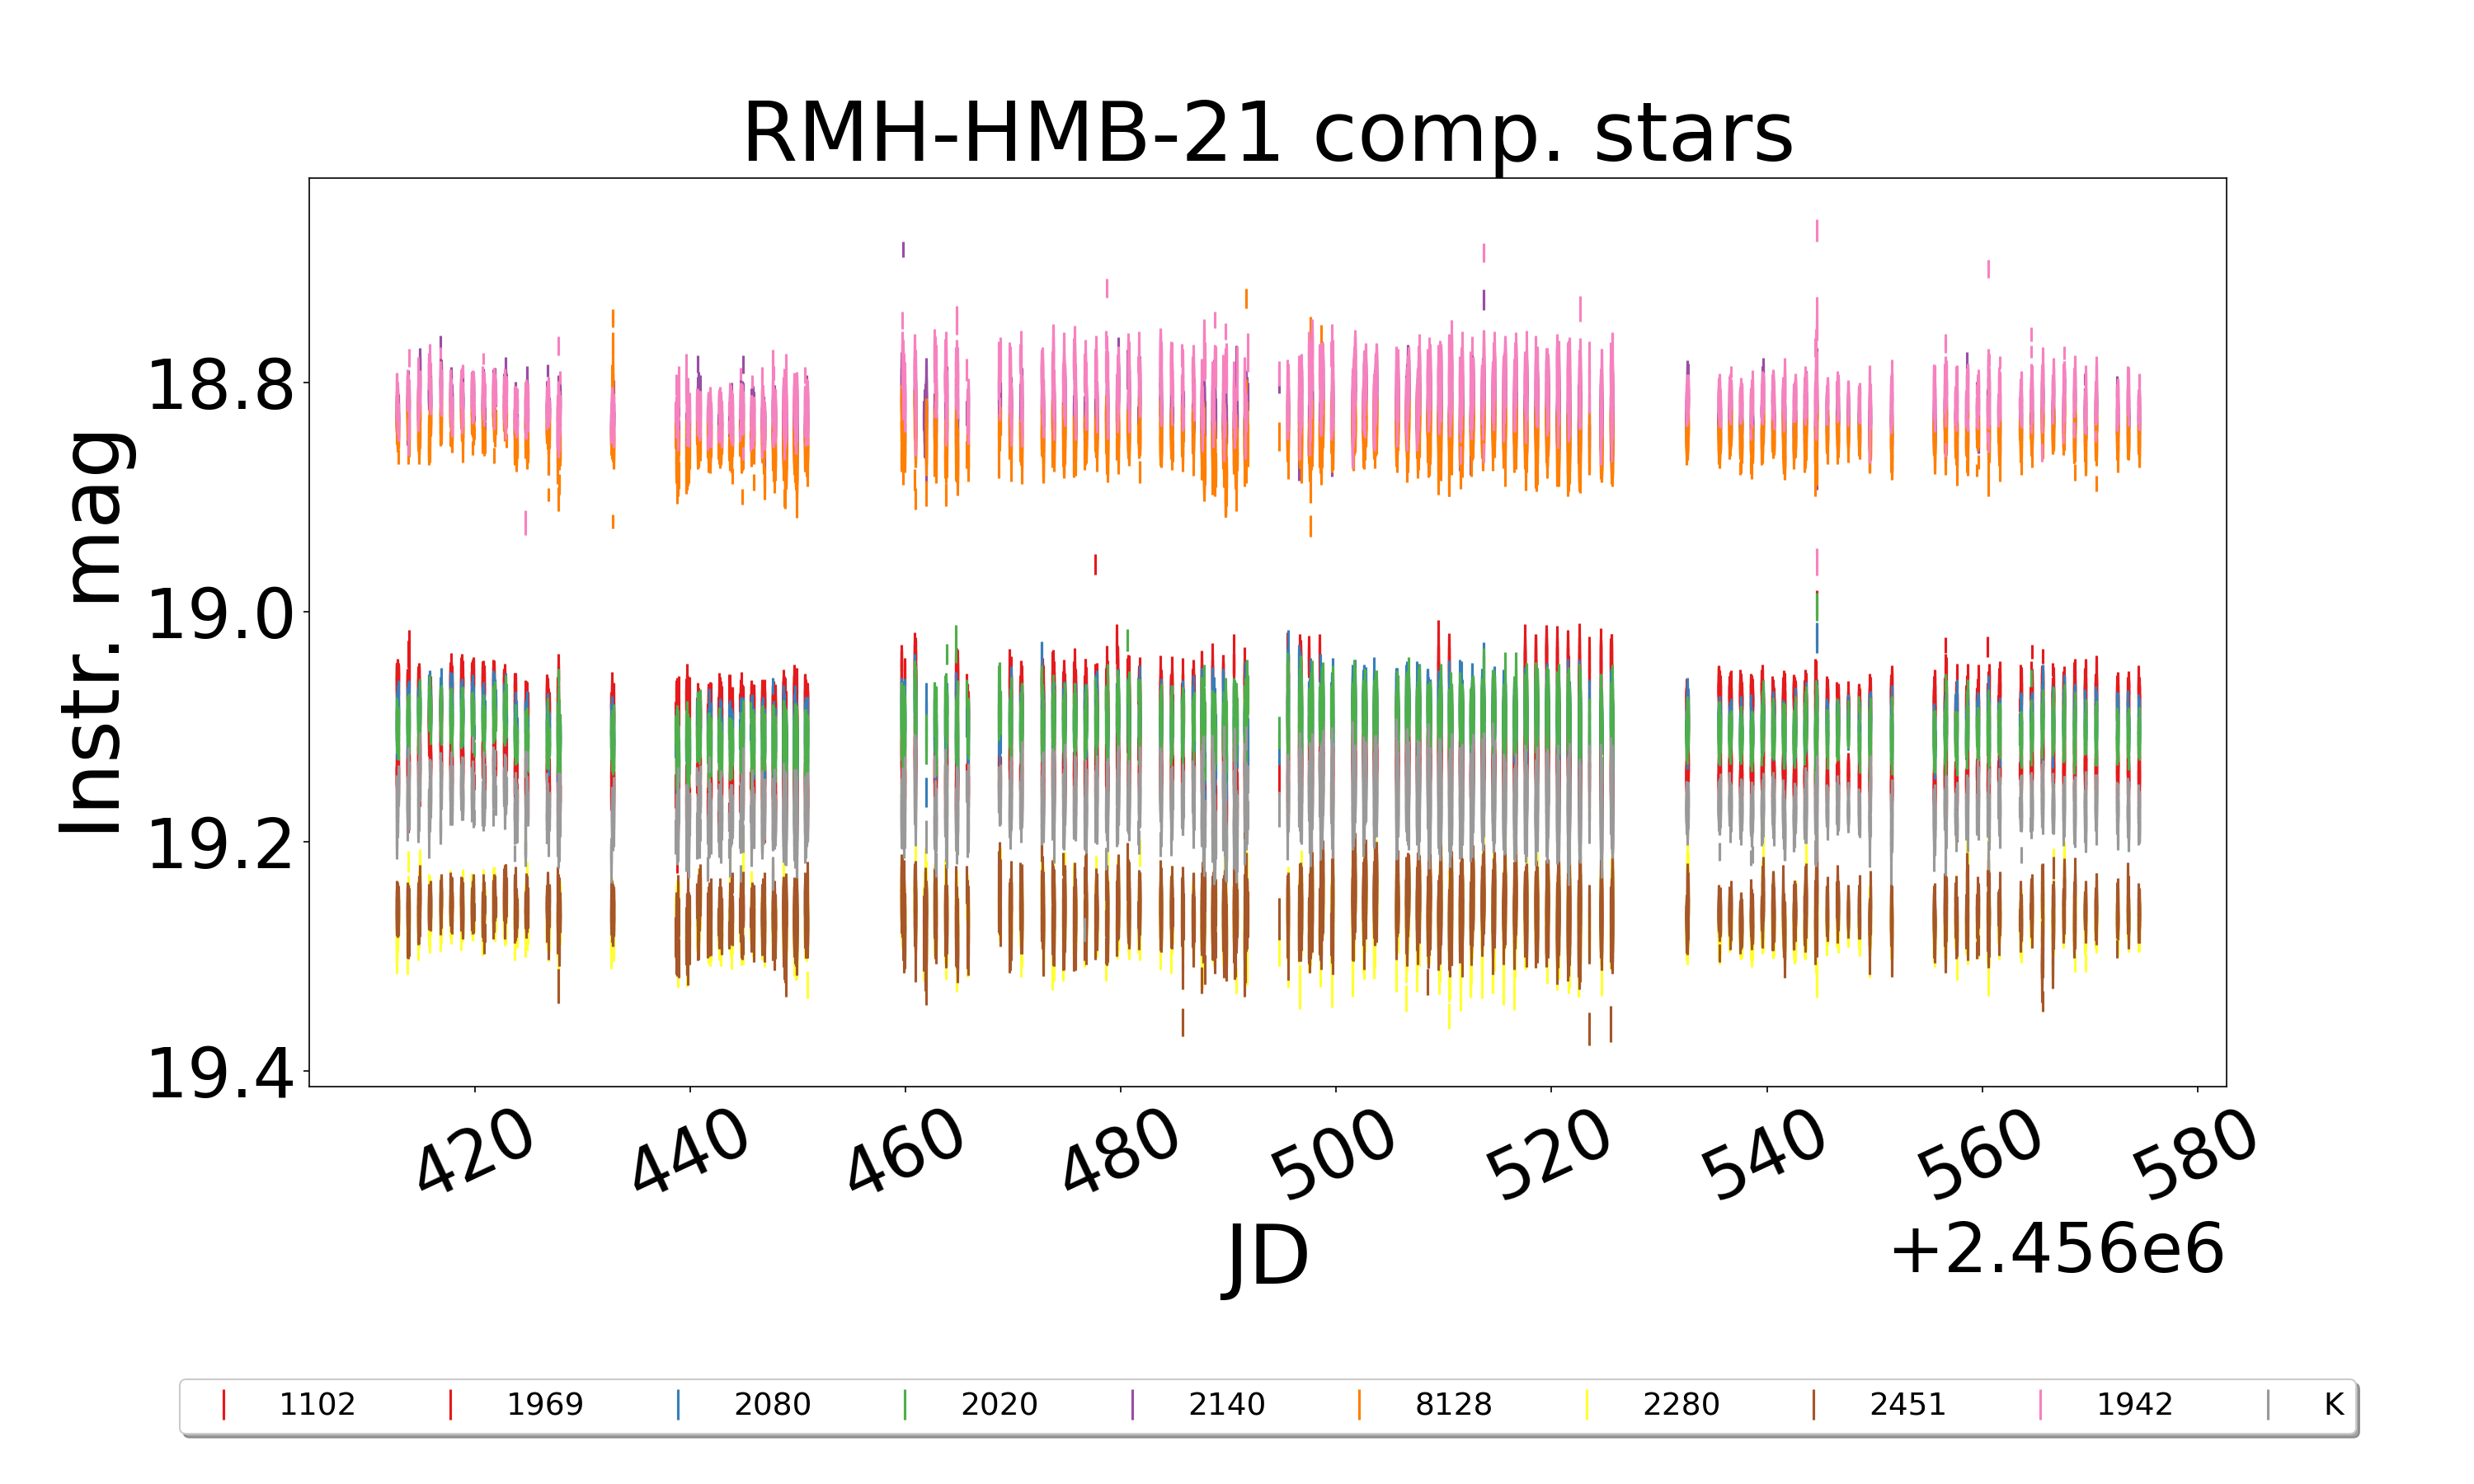 RMH-HMB-21 comp. stars
Instr. mag
18.8
19.0
19.2
19.4
420 440 460 480 500 520 540 560 580
JD
+2.456e6
1102 1969 2080 2020 2140 8128 2280 2451 1942 K